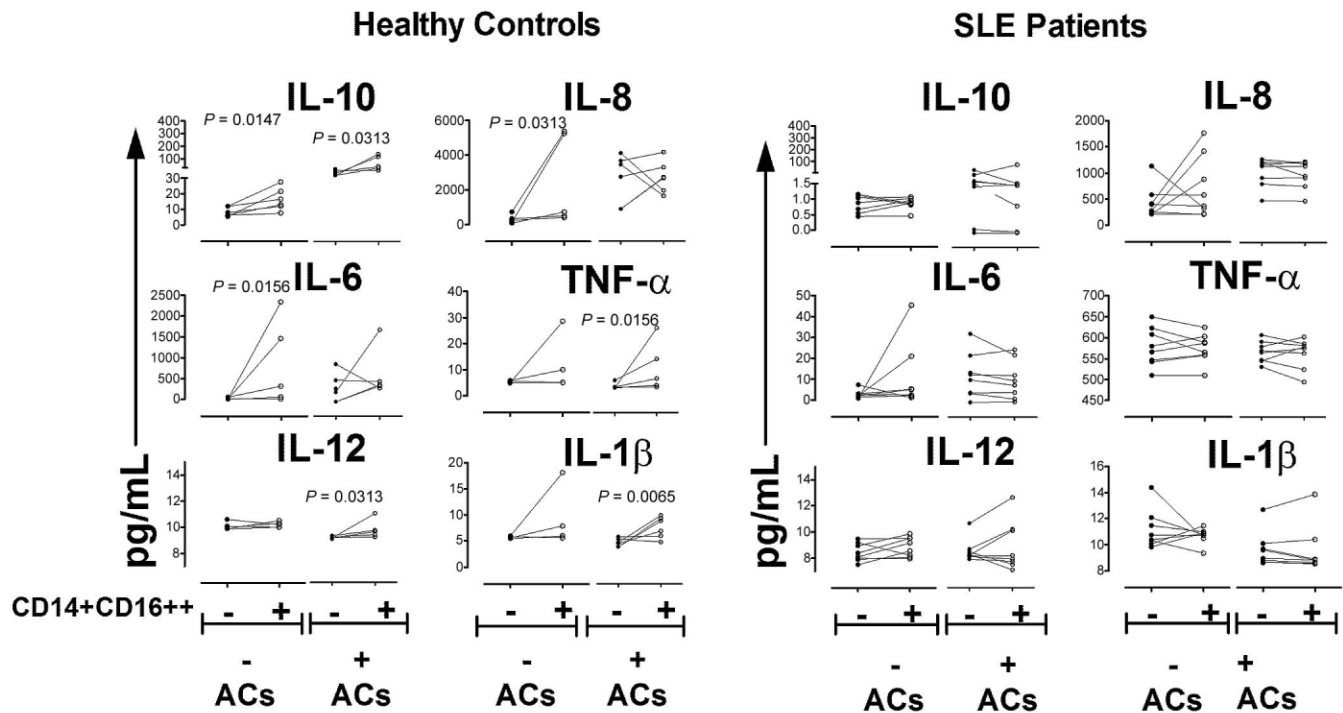 Healthy Controls
SLE Patients
IL-10
IL-8
IL-10
IL-8
P = 0.0147
P = 0.0313
P = 0.0313
400
300
200
100
30
20
10
0
6000
4000
2000
0
400
300
200
100
1.5
1.0
0.5
0.0
2000
1500
1000
500
0
IL-6
TNF-α
IL-6
TNF-α
P = 0.0156
P = 0.0156
2500
2000
1500
1000
500
0
40
30
20
10
0
50
40
30
20
10
0
700
650
600
550
500
450
IL-12
IL-1β
IL-12
IL-1β
P = 0.0313
P = 0.0065
14
12
10
8
20
15
10
5
0
14
12
10
8
16
14
12
10
8
pg/mL
pg/mL
CD14+CD16++ - + - + - + - + - + - + - + - +
- + - + - + - +
ACs ACs ACs ACs ACs ACs ACs ACs